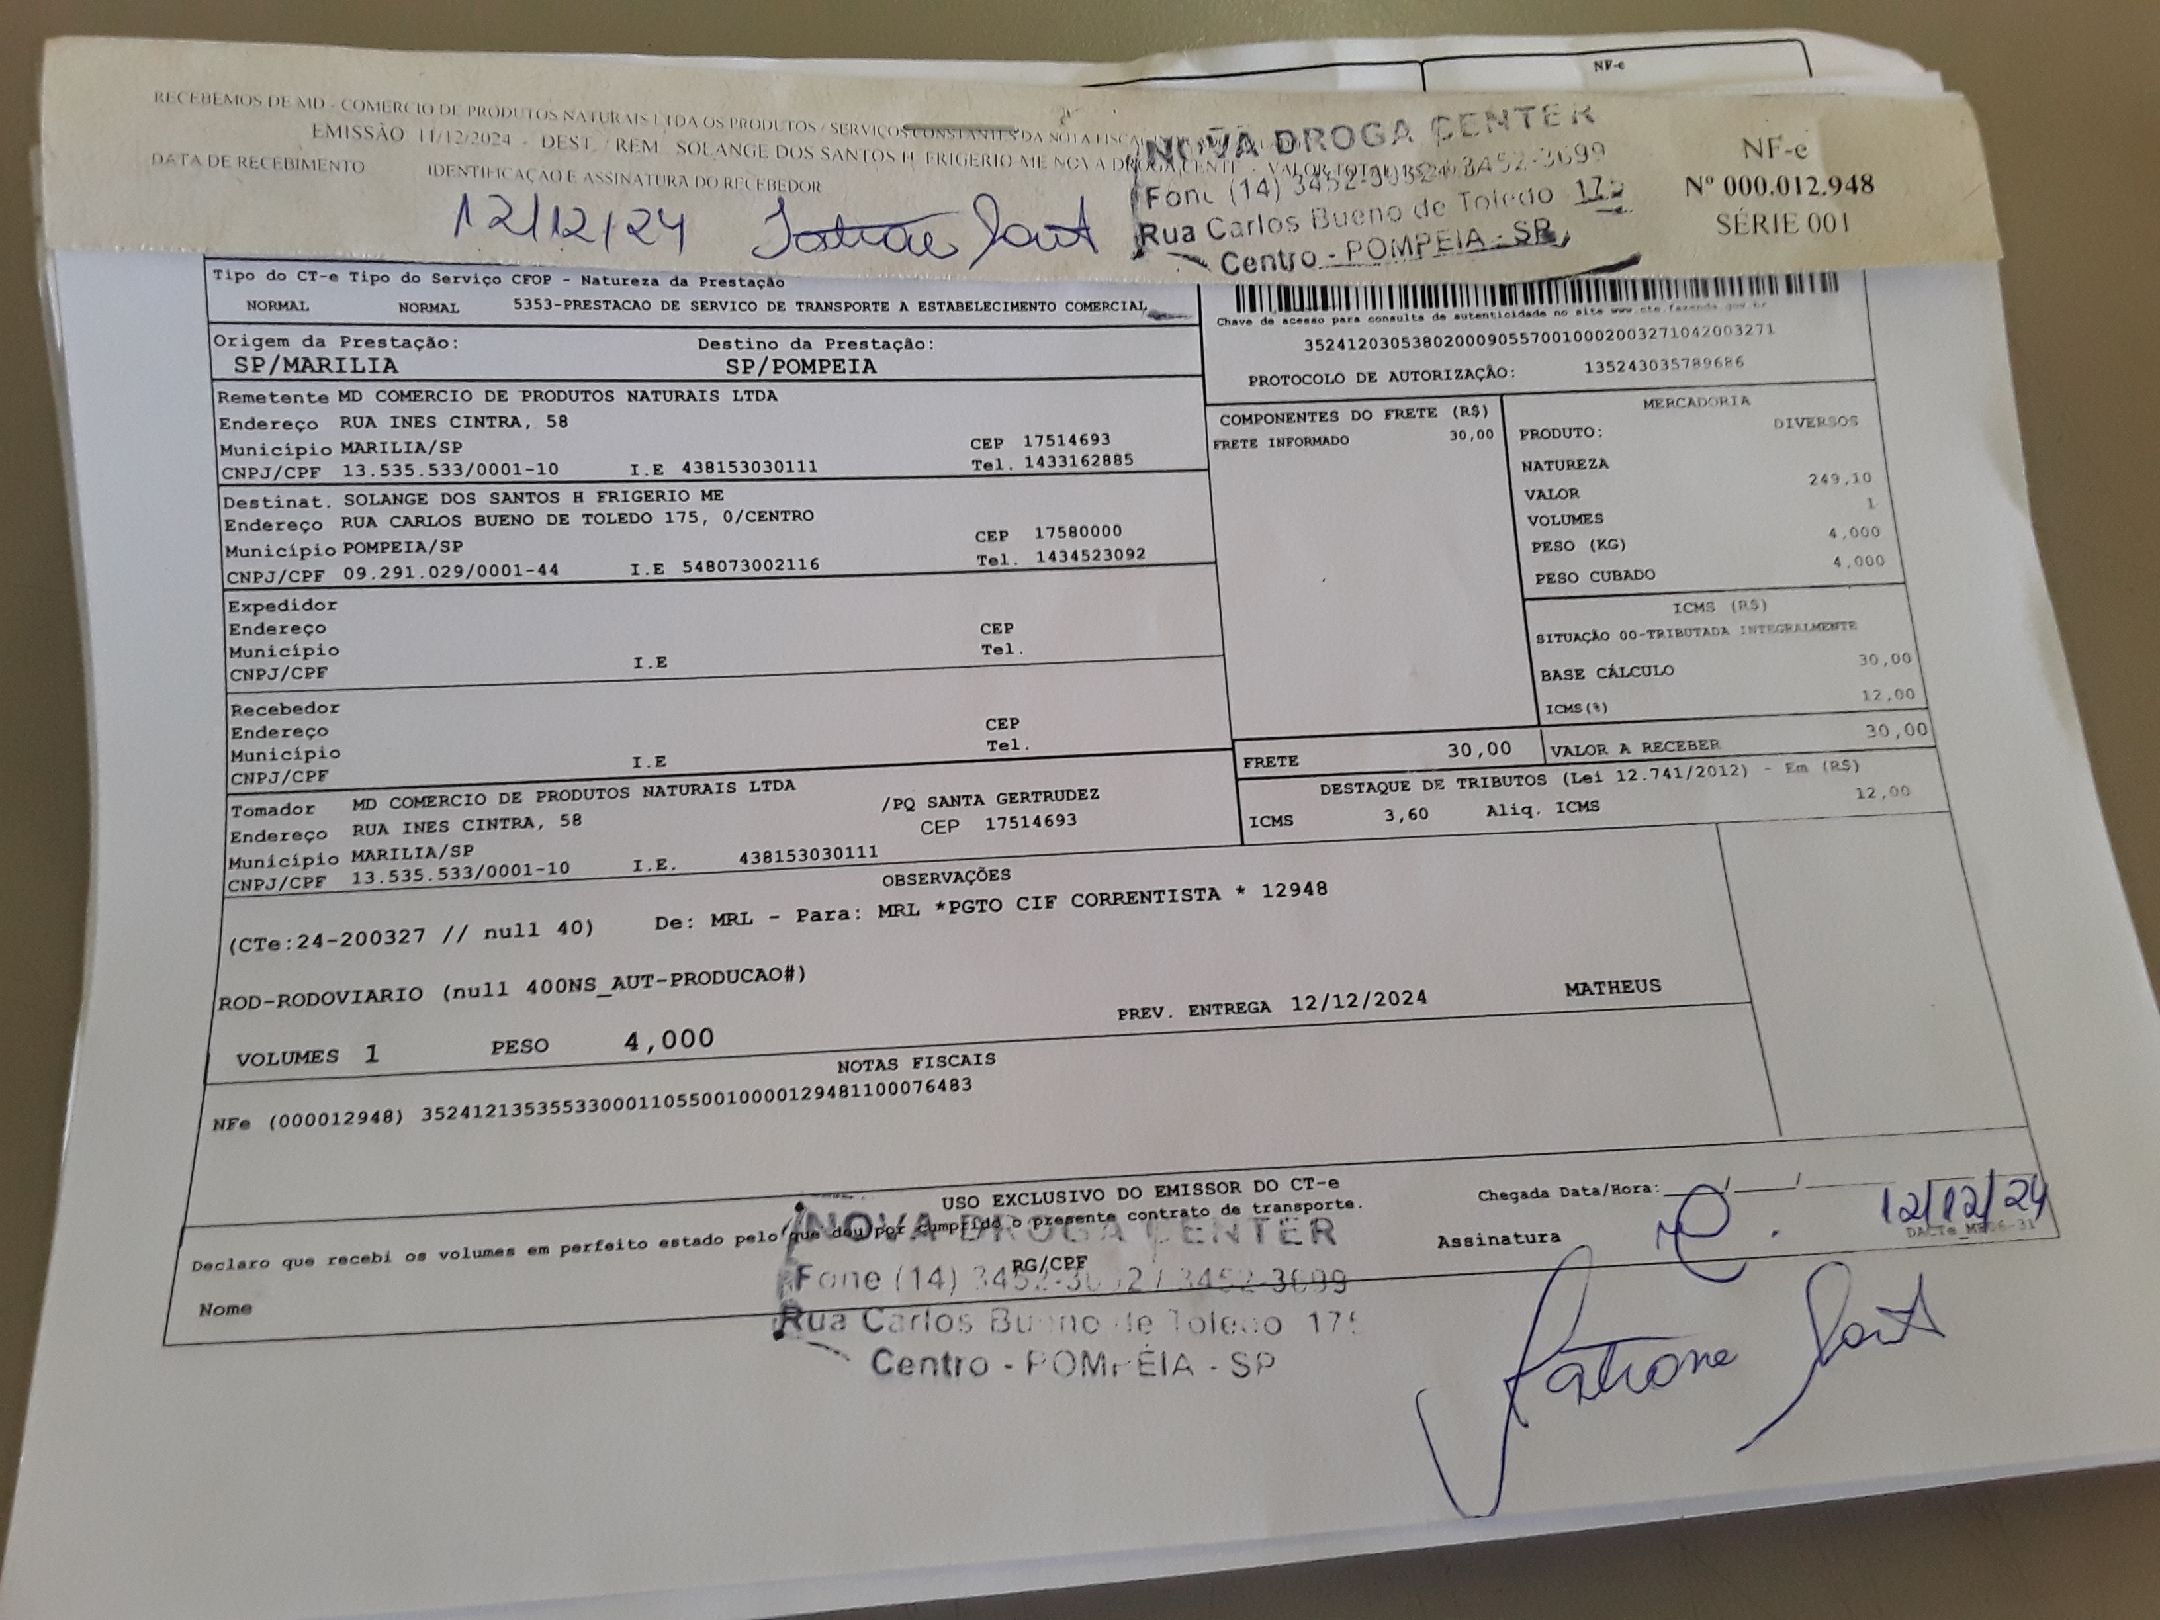 NF-e
RECEBEMOS DE MD - COMERCIO DE PRODUTOS NATURAIS LTDA OS PRODUTOS / SERVIÇOS CONSTANTES DA NOTA FISCAL
EMISSÃO 11/12/2024 - DEST. / REM. SOLANGE DOS SANTOS H FRIGERIO-ME NOVA DROGA CENTE - VALOR TOTAL R$
DATA DE RECEBIMENTO IDENTIFICAÇÃO E ASSINATURA DO RECEBEDOR
12/12/24
NOVA DROGA CENTER
Fone (14) 3452-3092 / 3452-3699
Rua Carlos Bueno de Toledo 175
Centro - POMPEIA - SP
NF-e
Nº 000.012.948
SÉRIE 001
Tipo do CT-e Tipo do Serviço CFOP - Natureza da Prestação
NORMAL NORMAL 5353-PRESTACAO DE SERVICO DE TRANSPORTE A ESTABELECIMENTO COMERCIAL
Chave de acesso para consulta de autenticidade no site www.cte.fazenda.gov.br
35241203053802000905570010002003271042003271
PROTOCOLO DE AUTORIZAÇÃO: 135243035789686
Origem da Prestação: Destino da Prestação:
SP/MARILIA SP/POMPEIA
Remetente MD COMERCIO DE PRODUTOS NATURAIS LTDA
Endereço RUA INES CINTRA, 58
Município MARILIA/SP CEP 17514693
CNPJ/CPF 13.535.533/0001-10 I.E 438153030111 Tel. 1433162885
Destinat. SOLANGE DOS SANTOS H FRIGERIO ME
Endereço RUA CARLOS BUENO DE TOLEDO 175, 0/CENTRO
Município POMPEIA/SP CEP 17580000
CNPJ/CPF 09.291.029/0001-44 I.E 548073002116 Tel. 1434523092
Expedidor
Endereço CEP
Município Tel.
CNPJ/CPF I.E
Recebedor
Endereço CEP
Município Tel.
CNPJ/CPF I.E
Tomador MD COMERCIO DE PRODUTOS NATURAIS LTDA
Endereço RUA INES CINTRA, 58 /PQ SANTA GERTRUDEZ
Município MARILIA/SP CEP 17514693
CNPJ/CPF 13.535.533/0001-10 I.E. 438153030111
COMPONENTES DO FRETE (R$)
FRETE INFORMADO 30,00
MERCADORIA
PRODUTO: DIVERSOS
NATUREZA
VALOR 249,10
VOLUMES 1
PESO (KG) 4,000
PESO CUBADO 4,000
ICMS (R$)
SITUAÇÃO 00-TRIBUTADA INTEGRALMENTE
BASE CÁLCULO 30,00
ICMS(%) 12,00
FRETE 30,00 VALOR A RECEBER 30,00
DESTAQUE DE TRIBUTOS (Lei 12.741/2012) - Em (R$)
ICMS 3,60 Aliq. ICMS 12,00
OBSERVAÇÕES
(CTe:24-200327 // null 40) De: MRL - Para: MRL *PGTO CIF CORRENTISTA * 12948
ROD-RODOVIARIO (null 400NS_AUT-PRODUCAO#)
PREV. ENTREGA 12/12/2024 MATHEUS
VOLUMES 1 PESO 4,000
NOTAS FISCAIS
NFe (000012948) 35241213535533000110550010000129481100076483
USO EXCLUSIVO DO EMISSOR DO CT-e
Declaro que recebi os volumes em perfeito estado pelo que dou por cumprido o presente contrato de transporte.
Chegada Data/Hora: / /
12/12/24
Assinatura
DACTe
RG/CPF
Nome
NOVA DROGA CENTER
Fone (14) 3452-3092 / 3452-3699
Rua Carlos Bueno de Toledo 175
Centro - POMPÉIA - SP